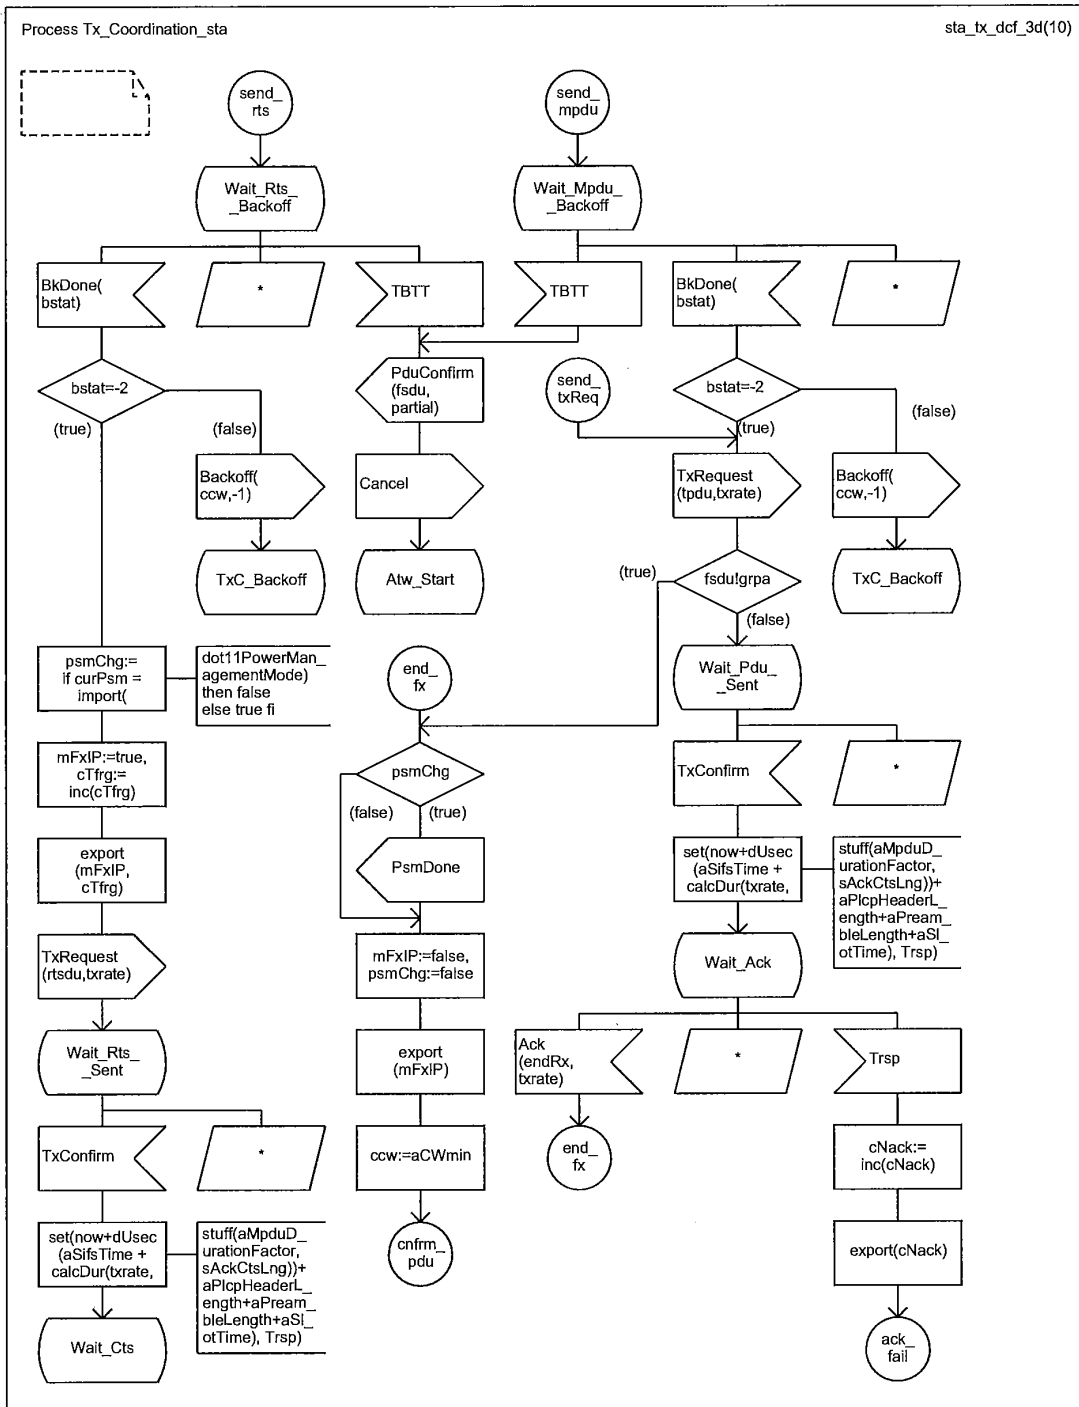 Process Tx_Coordination_sta
sta_tx_dcf_3d(10)
send_
rts
send_
mpdu
Wait_Rts_
_Backoff
Wait_Mpdu_
_Backoff
BkDone(
bstat)
*
TBTT
TBTT
BkDone(
bstat)
*
bstat=-2
(true)
(false)
PduConfirm
(fsdu,
partial)
send_
txReq
bstat=-2
(true)
(false)
Backoff(
ccw,-1)
Cancel
TxRequest
(tpdu,txrate)
Backoff(
ccw,-1)
TxC_Backoff
Atw_Start
(true)
fsdu!grpa
(false)
TxC_Backoff
psmChg:=
if curPsm =
import(
dot11PowerMan_
agementMode)
then false
else true fi
end_
fx
Wait_Pdu_
_Sent
mFxIP:=true,
cTfrg:=
inc(cTfrg)
psmChg
(false)
(true)
TxConfirm
*
export
(mFxIP,
cTfrg)
PsmDone
set(now+dUsec
(aSifsTime +
calcDur(txrate,
stuff(aMpduD_
urationFactor,
sAckCtsLng))+
aPlcpHeaderL_
ength+aPream_
bleLength+aSl_
otTime), Trsp)
TxRequest
(rtsdu,txrate)
mFxIP:=false,
psmChg:=false
Wait_Ack
Wait_Rts_
_Sent
export
(mFxIP)
Ack
(endRx,
txrate)
*
Trsp
TxConfirm
*
ccw:=aCWmin
end_
fx
cNack:=
inc(cNack)
set(now+dUsec
(aSifsTime +
calcDur(txrate,
stuff(aMpduD_
urationFactor,
sAckCtsLng))+
aPlcpHeaderL_
ength+aPream_
bleLength+aSl_
otTime), Trsp)
cnfrm_
pdu
export(cNack)
Wait_Cts
ack_
fail